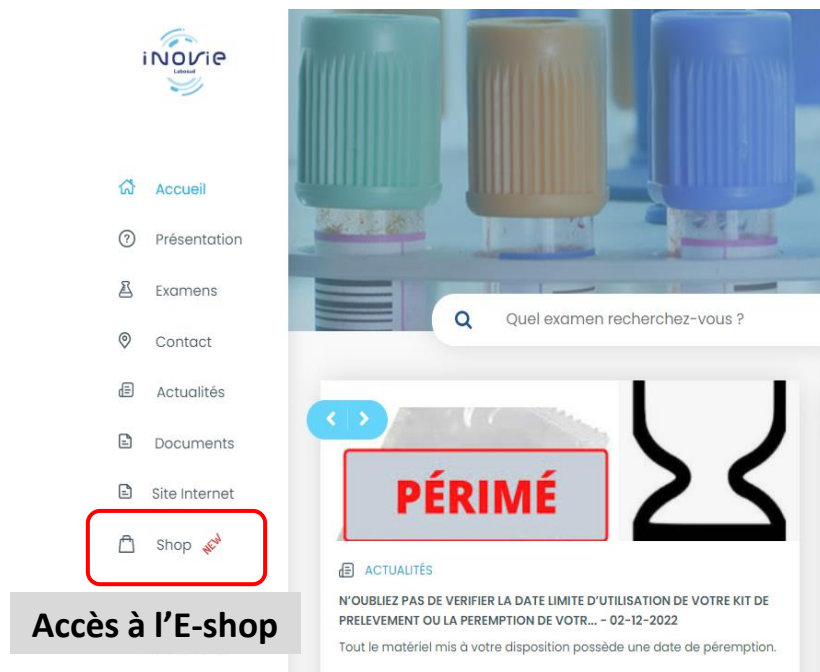 iNOVie
Labosud
Accueil
Présentation
Examens
Contact
Actualités
Documents
Site Internet
Shop NEW
Accès à l’E-shop
Quel examen recherchez-vous ?
PÉRIMÉ
ACTUALITÉS
N’OUBLIEZ PAS DE VERIFIER LA DATE LIMITE D’UTILISATION DE VOTRE KIT DE
PRELEVEMENT OU LA PEREMPTION DE VOTR... - 02-12-2022
Tout le matériel mis à votre disposition possède une date de péremption.